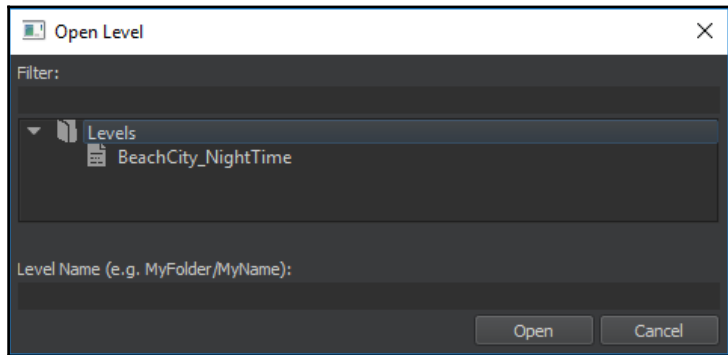 Open Level
Filter:
Levels
BeachCity_NightTime
Level Name (e.g. MyFolder/MyName):
Open Cancel